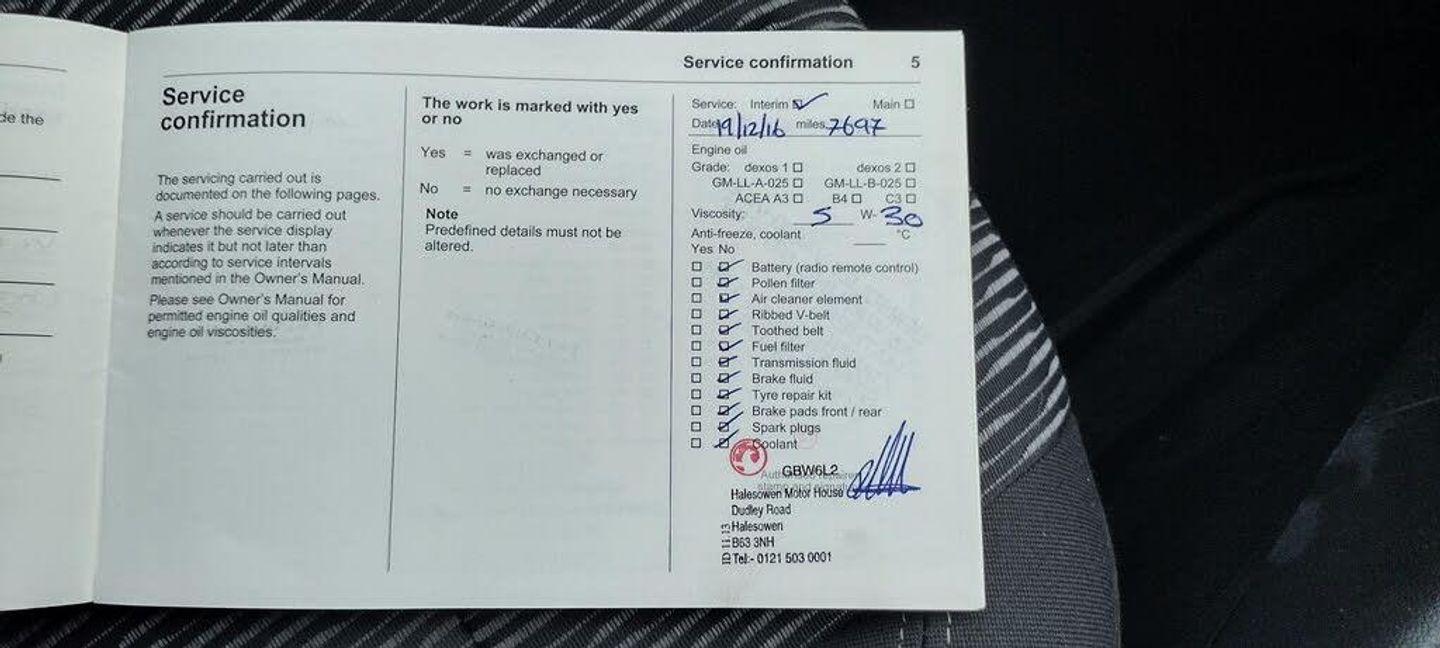 de the
Service confirmation 5
Service
confirmation
The servicing carried out is
documented on the following pages.
A service should be carried out
whenever the service display
indicates it but not later than
according to service intervals
mentioned in the Owner's Manual.
Please see Owner's Manual for
permitted engine oil qualities and
engine oil viscosities.
The work is marked with yes
or no
Yes = was exchanged or
replaced
No = no exchange necessary
Note
Predefined details must not be
altered.
Service: Interim Main
Date 19/12/16 miles 7697
Engine oil
Grade: dexos 1 dexos 2
GM-LL-A-025 GM-LL-B-025
ACEA A3 B4 C3
Viscosity: 5 W- 30
Anti-freeze, coolant °C
Yes No
Battery (radio remote control)
Pollen filter
Air cleaner element
Ribbed V-belt
Toothed belt
Fuel filter
Transmission fluid
Brake fluid
Tyre repair kit
Brake pads front / rear
Spark plugs
Coolant
GBW6L2
Halesowen Motor House
Dudley Road
Halesowen
B63 3NH
Tel:- 0121 503 0001